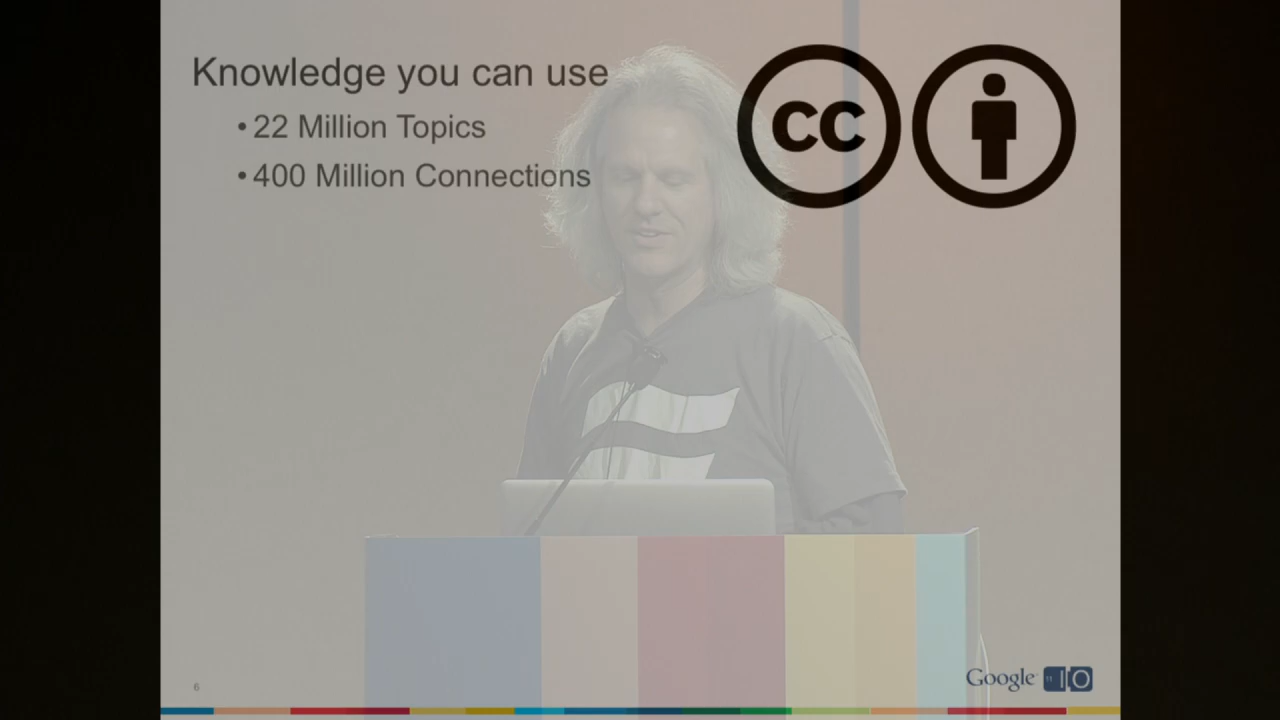 Knowledge you can use
• 22 Million Topics
• 400 Million Connections
cc
6
Google IO